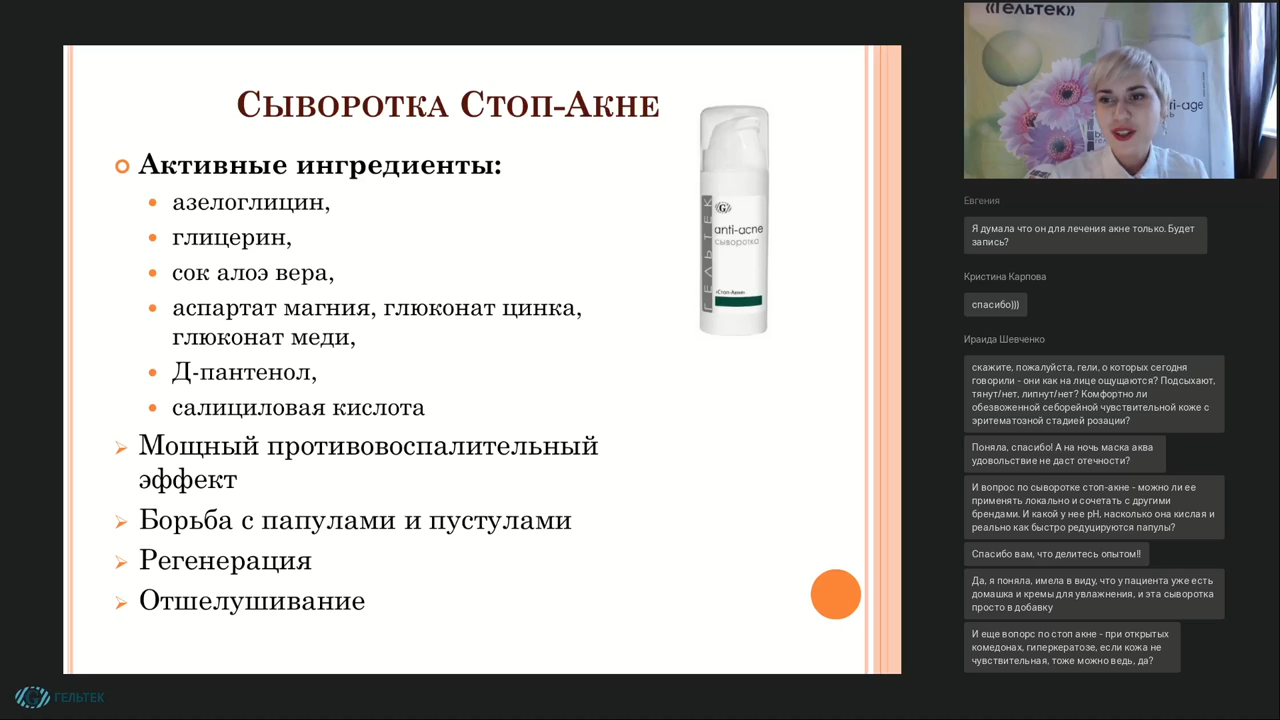 Сыворотка Стоп-Акне
Активные ингредиенты:
азелоглицин,
глицерин,
сок алоэ вера,
аспартат магния, глюконат цинка,
глюконат меди,
Д-пантенол,
салициловая кислота
Мощный противовоспалительный
эффект
Борьба с папулами и пустулами
Регенерация
Отшелушивание
ГЕЛЬТЕК
anti-acne
сыворотка
«Стоп-Акне»
ГЕЛЬТЕК
«Гельтек»
ti-age
Евгения
Я думала что он для лечения акне только. Будет
запись?
Кристина Карпова
спасибо)))
Ираида Шевченко
скажите, пожалуйста, гели, о которых сегодня
говорили - они как на лице ощущаются? Подсыхают,
тянут/нет, липнут/нет? Комфортно ли
обезвоженной себорейной чувствительной коже с
эритематозной стадией розации?
Поняла, спасибо! А на ночь маска аква
удовольствие не даст отечности?
И вопрос по сыворотке стоп-акне - можно ли ее
применять локально и сочетать с другими
брендами. И какой у нее pH, насколько она кислая и
реально как быстро редуцируются папулы?
Спасибо вам, что делитесь опытом!!
Да, я поняла, имела в виду, что у пациента уже есть
домашка и кремы для увлажнения, и эта сыворотка
просто в добавку
И еще вопорс по стоп акне - при открытых
комедонах, гиперкератозе, если кожа не
чувствительная, тоже можно ведь, да?